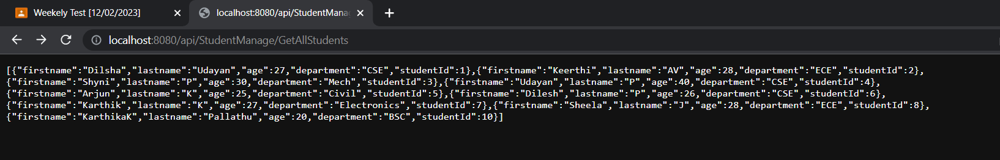 Weekely Test [12/02/2023]
localhost:8080/api/StudentMana
localhost:8080/api/StudentManage/GetAllStudents
[{"firstname":"Dilsha","lastname":"Udayan","age":27,"department":"CSE","studentId":1},{"firstname":"Keerthi","lastname":"AV","age":28,"department":"ECE","studentId":2},
{"firstname":"Shyni","lastname":"P","age":30,"department":"Mech","studentId":3},{"firstname":"Udayan","lastname":"P","age":40,"department":"CSE","studentId":4},
{"firstname":"Arjun","lastname":"K","age":25,"department":"Civil","studentId":5},{"firstname":"Dilesh","lastname":"P","age":26,"department":"CSE","studentId":6},
{"firstname":"Karthik","lastname":"K","age":27,"department":"Electronics","studentId":7},{"firstname":"Sheela","lastname":"J","age":28,"department":"ECE","studentId":8},
{"firstname":"KarthikaK","lastname":"Pallathu","age":20,"department":"BSC","studentId":10}]